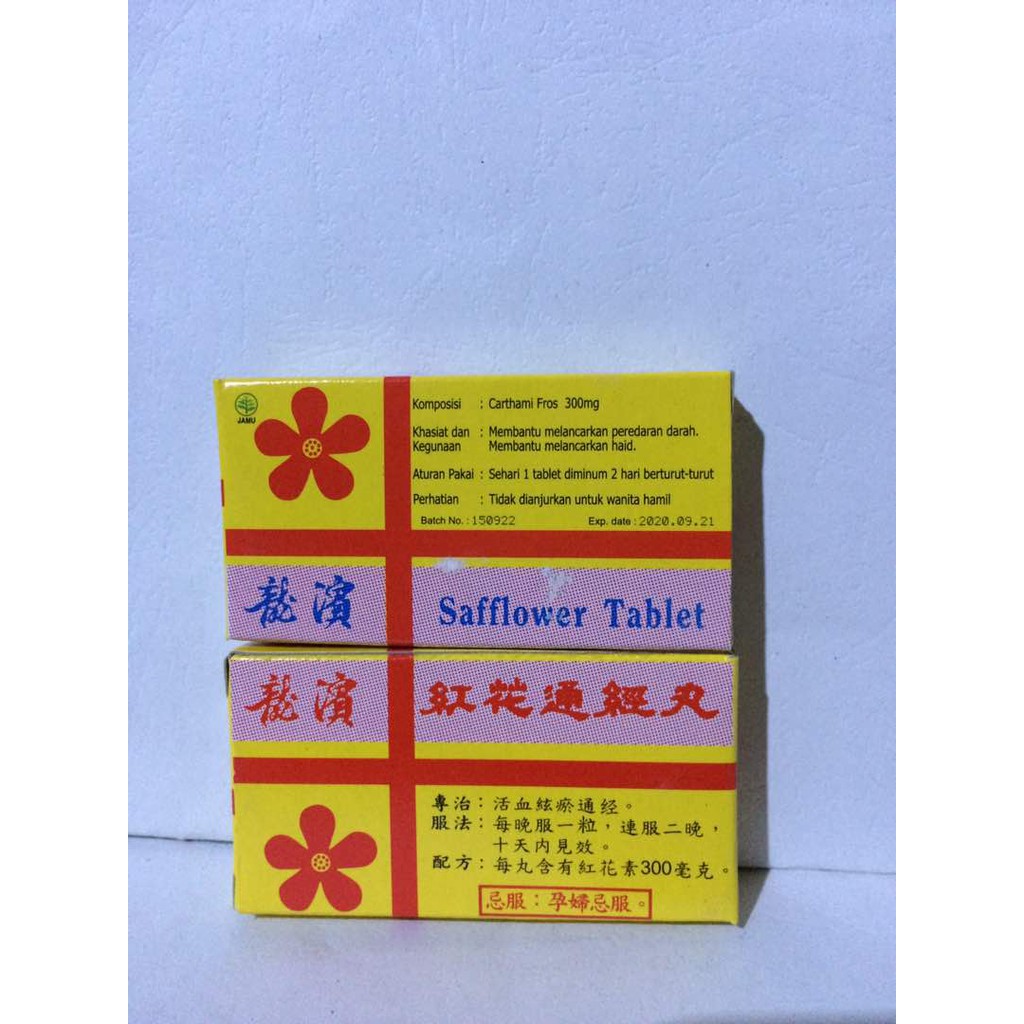 JAMU
Komposisi : Carthami Fros 300mg
Khasiat dan : Membantu melancarkan peredaran darah.
Kegunaan Membantu melancarkan haid.
Aturan Pakai : Sehari 1 tablet diminum 2 hari berturut-turut
Perhatian : Tidak dianjurkan untuk wanita hamil
Batch No. : 150922 Exp. date : 2020.09.21
龍濱 Safflower Tablet
龍濱 紅花通經丸
專治：活血眩瘀通经。
服法：每晚服一粒，連服二晚，
十天內見效。
配方：每丸含有紅花素300毫克。
忌服：孕婦忌服。